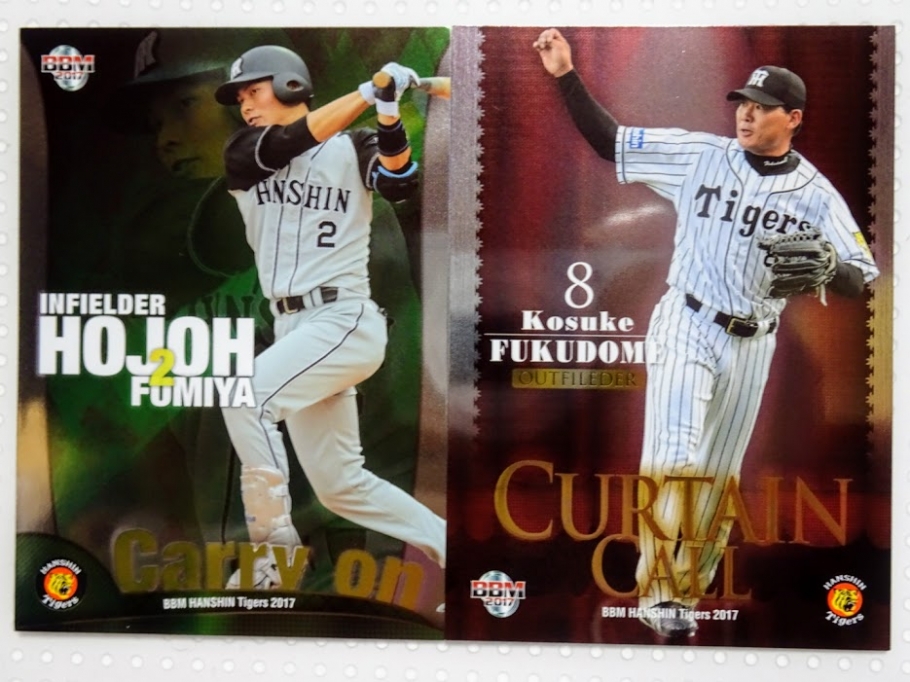 BBM
2017
HANSHIN
2
INFIELDER
HOJOH
2
FUMIYA
Carry on
HANSHIN
Tigers
BBM HANSHIN Tigers 2017
Tigers
8
Kosuke
FUKUDOME
OUTFILEDER
CURTAIN
CALL
BBM
2017
BBM HANSHIN Tigers 2017
HANSHIN
Tigers